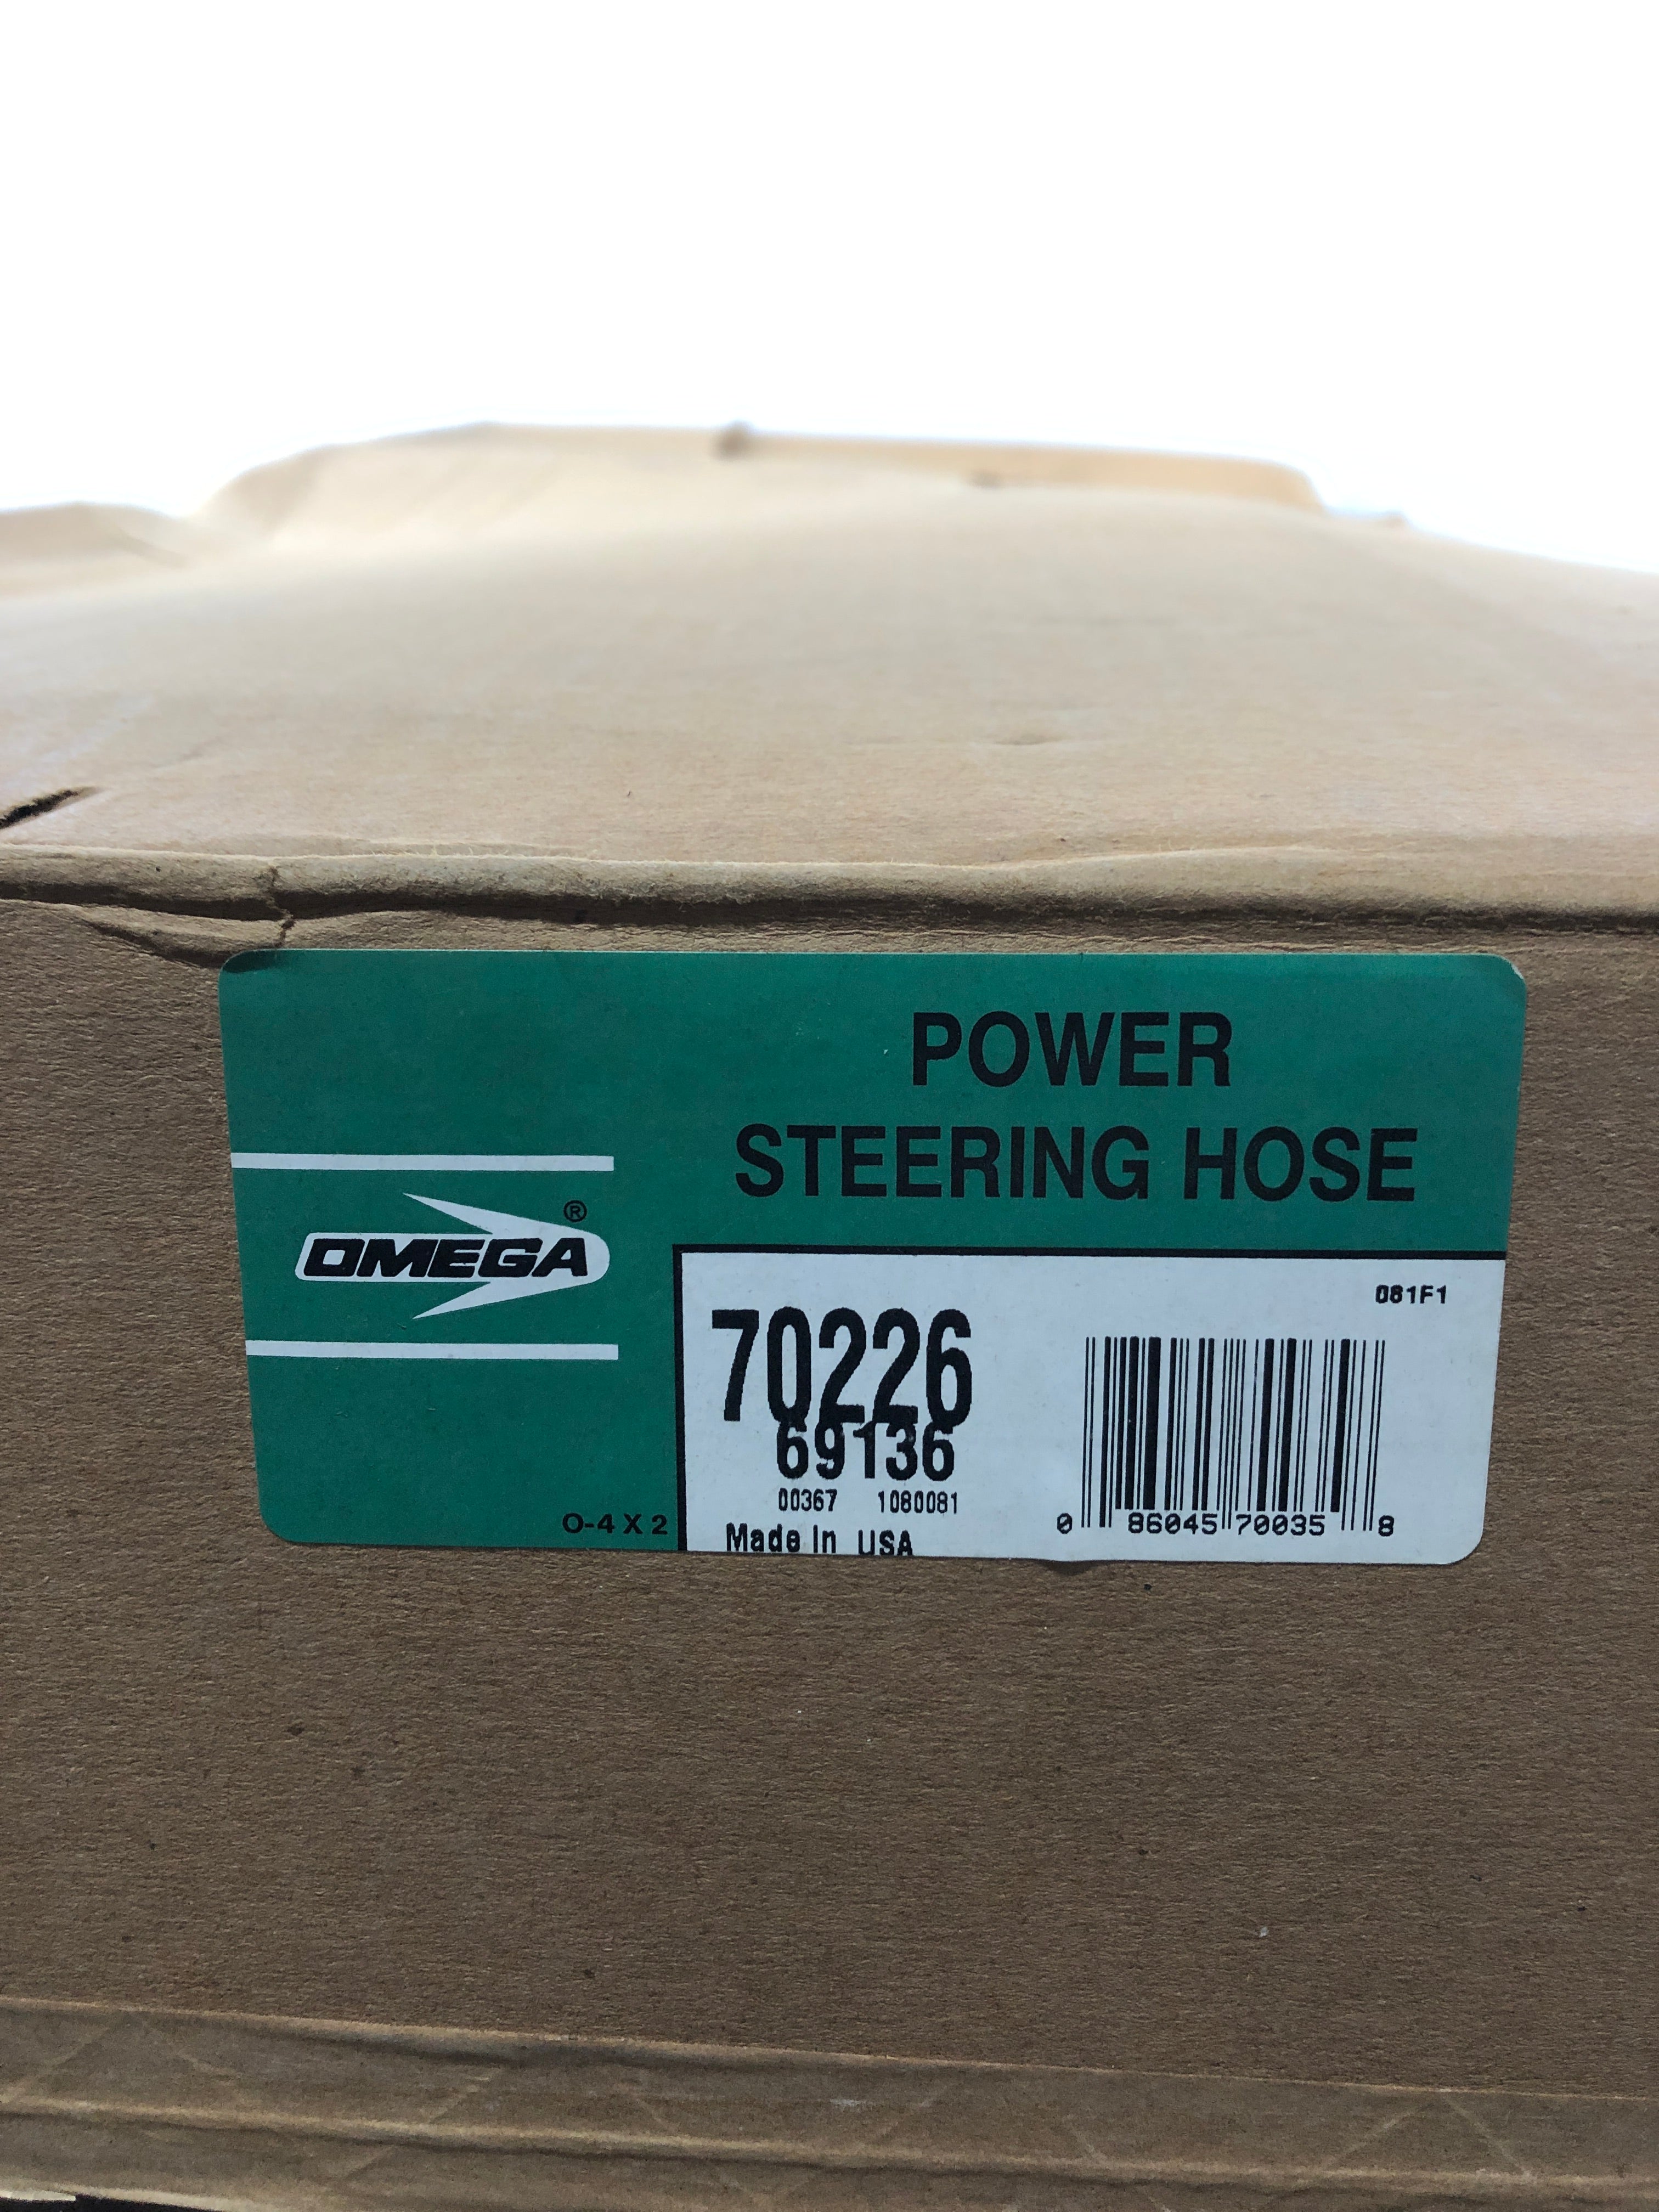 POWER
STEERING HOSE
OMEGA®
081F1
70226
69136
00367 1080081
Made In USA
0 86045 70035 8
O-4 X 2